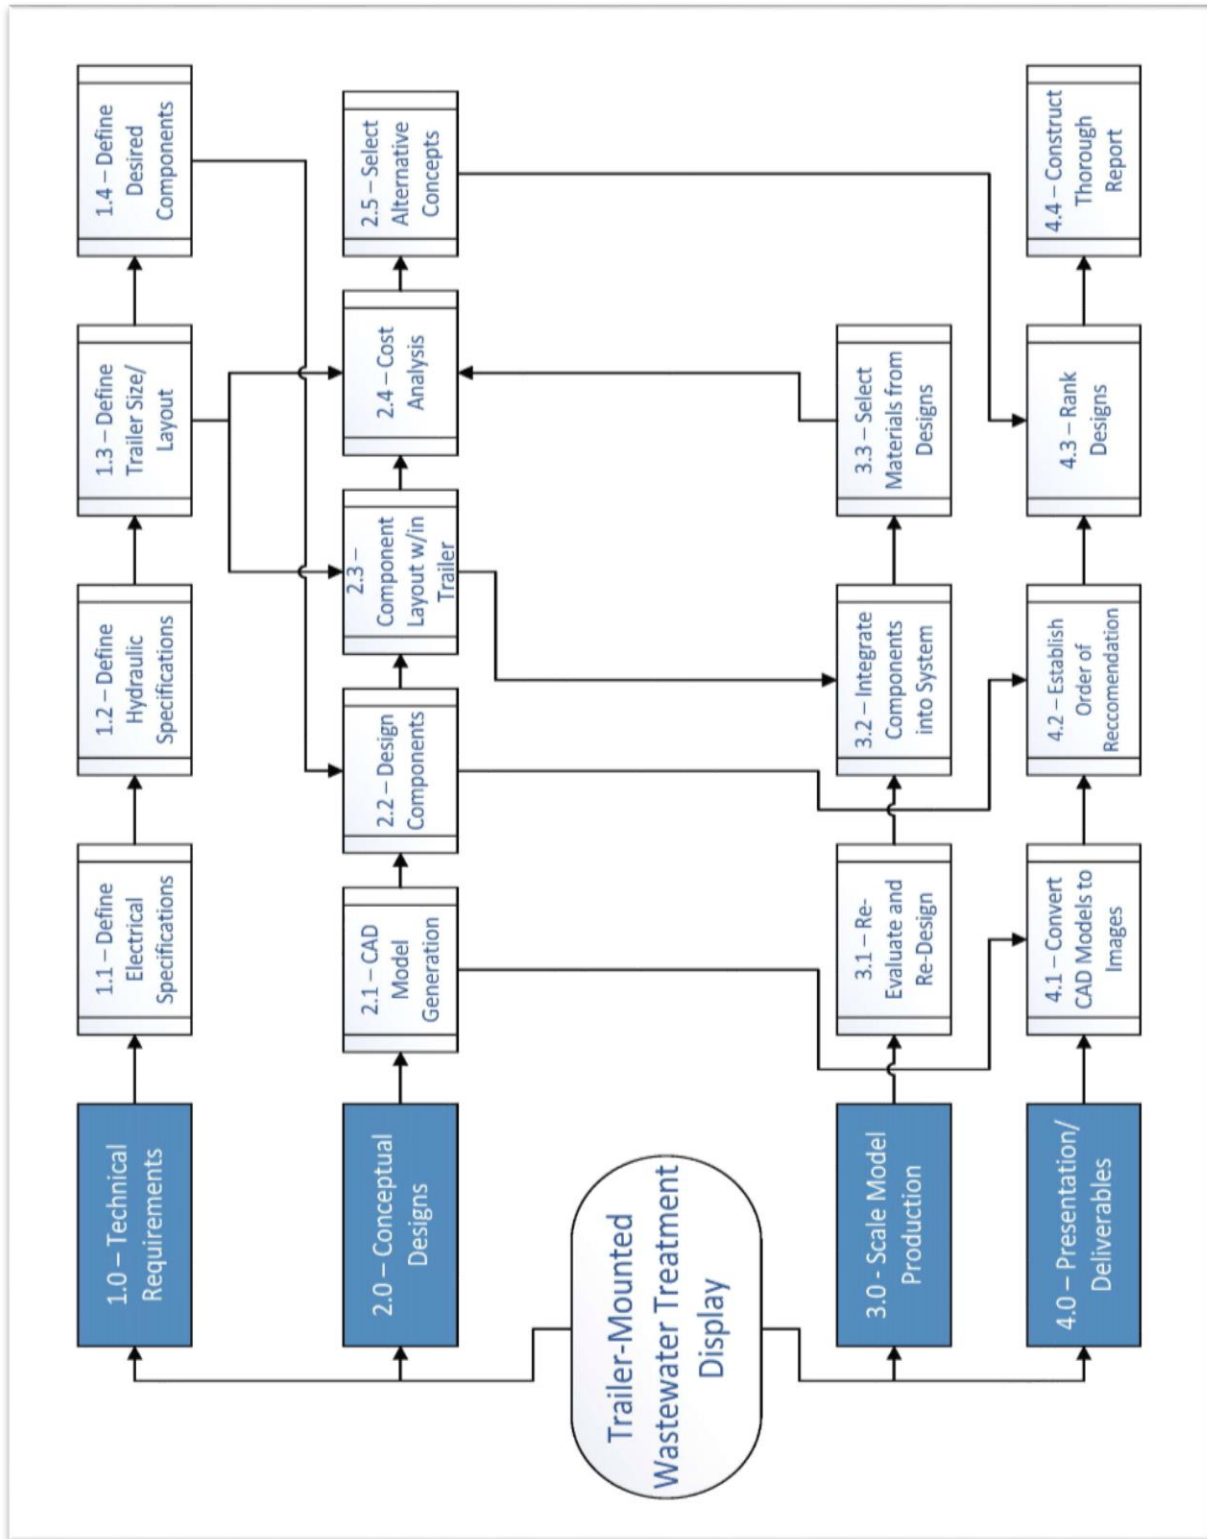 Trailer-Mounted
Wastewater Treatment
Display
1.0 – Technical
Requirements
1.1 – Define
Electrical
Specifications
1.2 – Define
Hydraulic
Specifications
1.3 – Define
Trailer Size/
Layout
1.4 – Define
Desired
Components
2.0 – Conceptual
Designs
2.1 – CAD
Model
Generation
2.2 – Design
Components
2.3 –
Component
Layout w/in
Trailer
2.4 – Cost
Analysis
2.5 – Select
Alternative
Concepts
3.0 - Scale Model
Production
3.1 – Re-
Evaluate and
Re-Design
3.2 – Integrate
Components
into System
3.3 – Select
Materials from
Designs
4.0 – Presentation/
Deliverables
4.1 – Convert
CAD Models to
Images
4.2 – Establish
Order of
Reccomendation
4.3 – Rank
Designs
4.4 – Construct
Thorough
Report